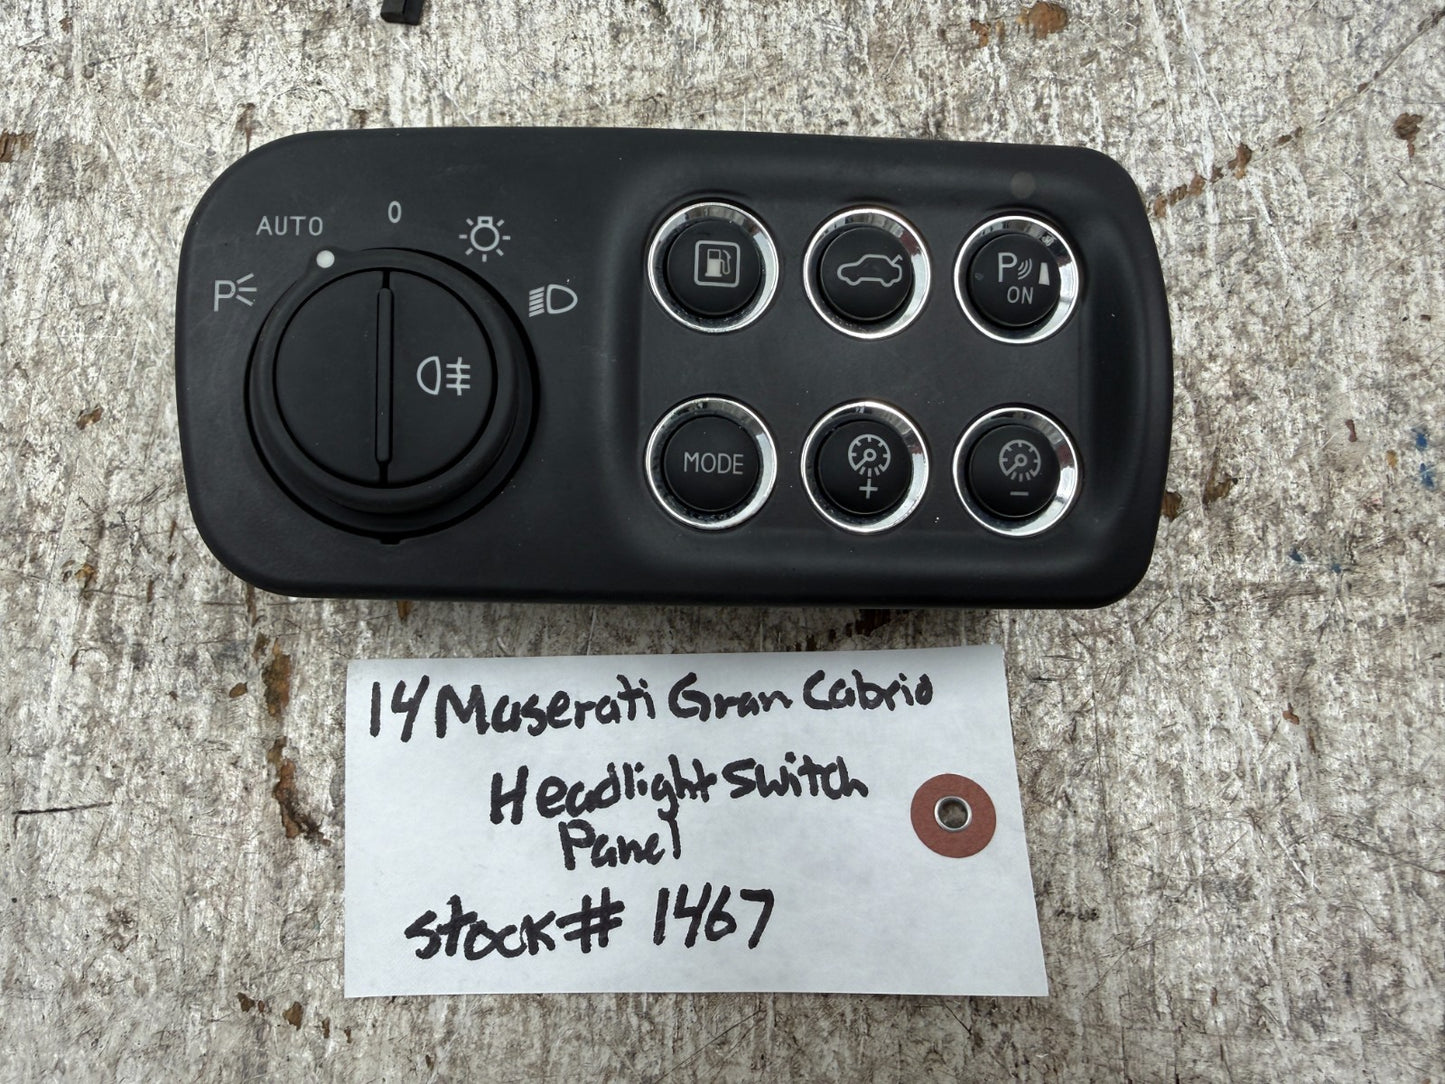 AUTO 0
P
P
ON
MODE
+ -
14 Maserati Gran Cabrio
Headlight Switch
Panel
Stock# 1467